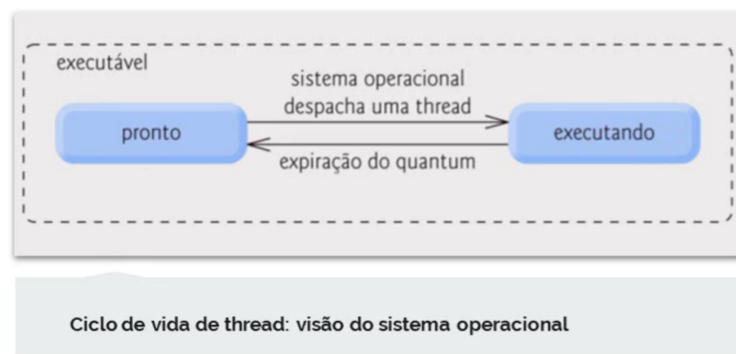 executável
sistema operacional
despacha uma thread
pronto
executando
expiração do quantum
Ciclo de vida de thread: visão do sistema operacional